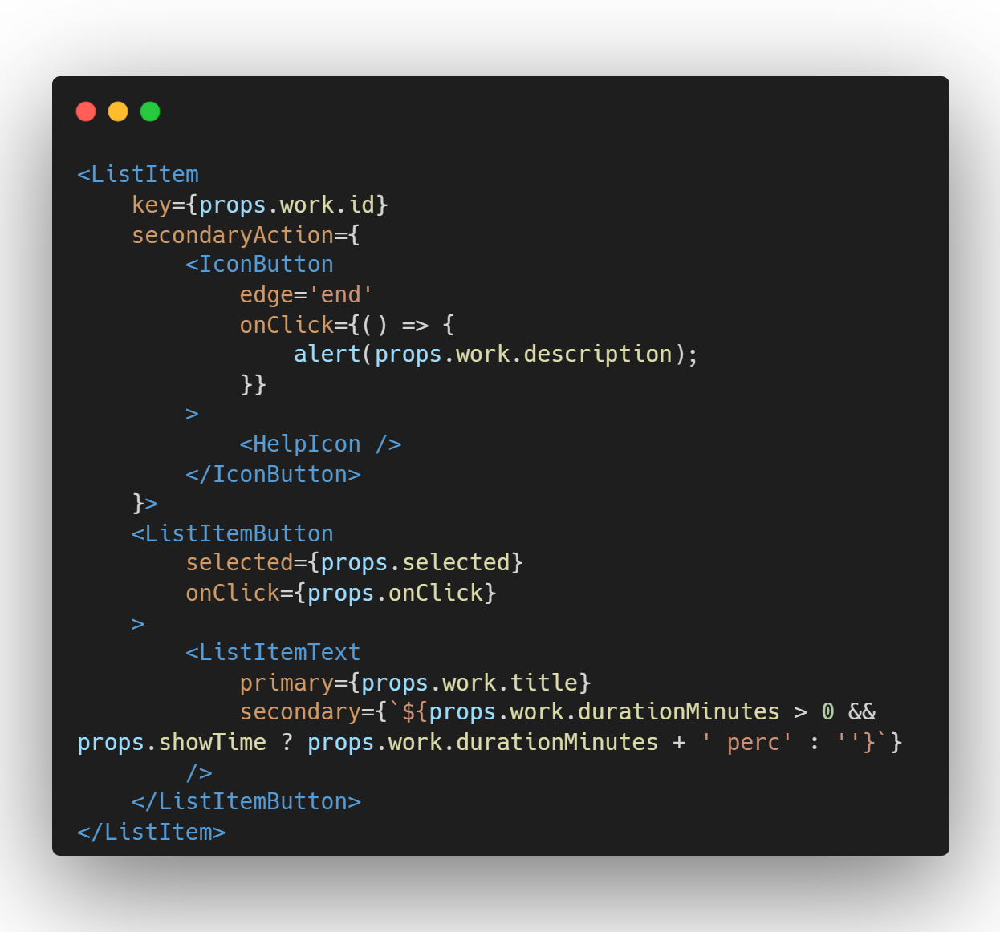 <ListItem
    key={props.work.id}
    secondaryAction={
        <IconButton
            edge='end'
            onClick={() => {
                alert(props.work.description);
            }}
        >
            <HelpIcon />
        </IconButton>
    }>
    <ListItemButton
        selected={props.selected}
        onClick={props.onClick}
    >
        <ListItemText
            primary={props.work.title}
            secondary={`${props.work.durationMinutes > 0 &&
props.showTime ? props.work.durationMinutes + ' perc' : ''}`}
        />
    </ListItemButton>
</ListItem>